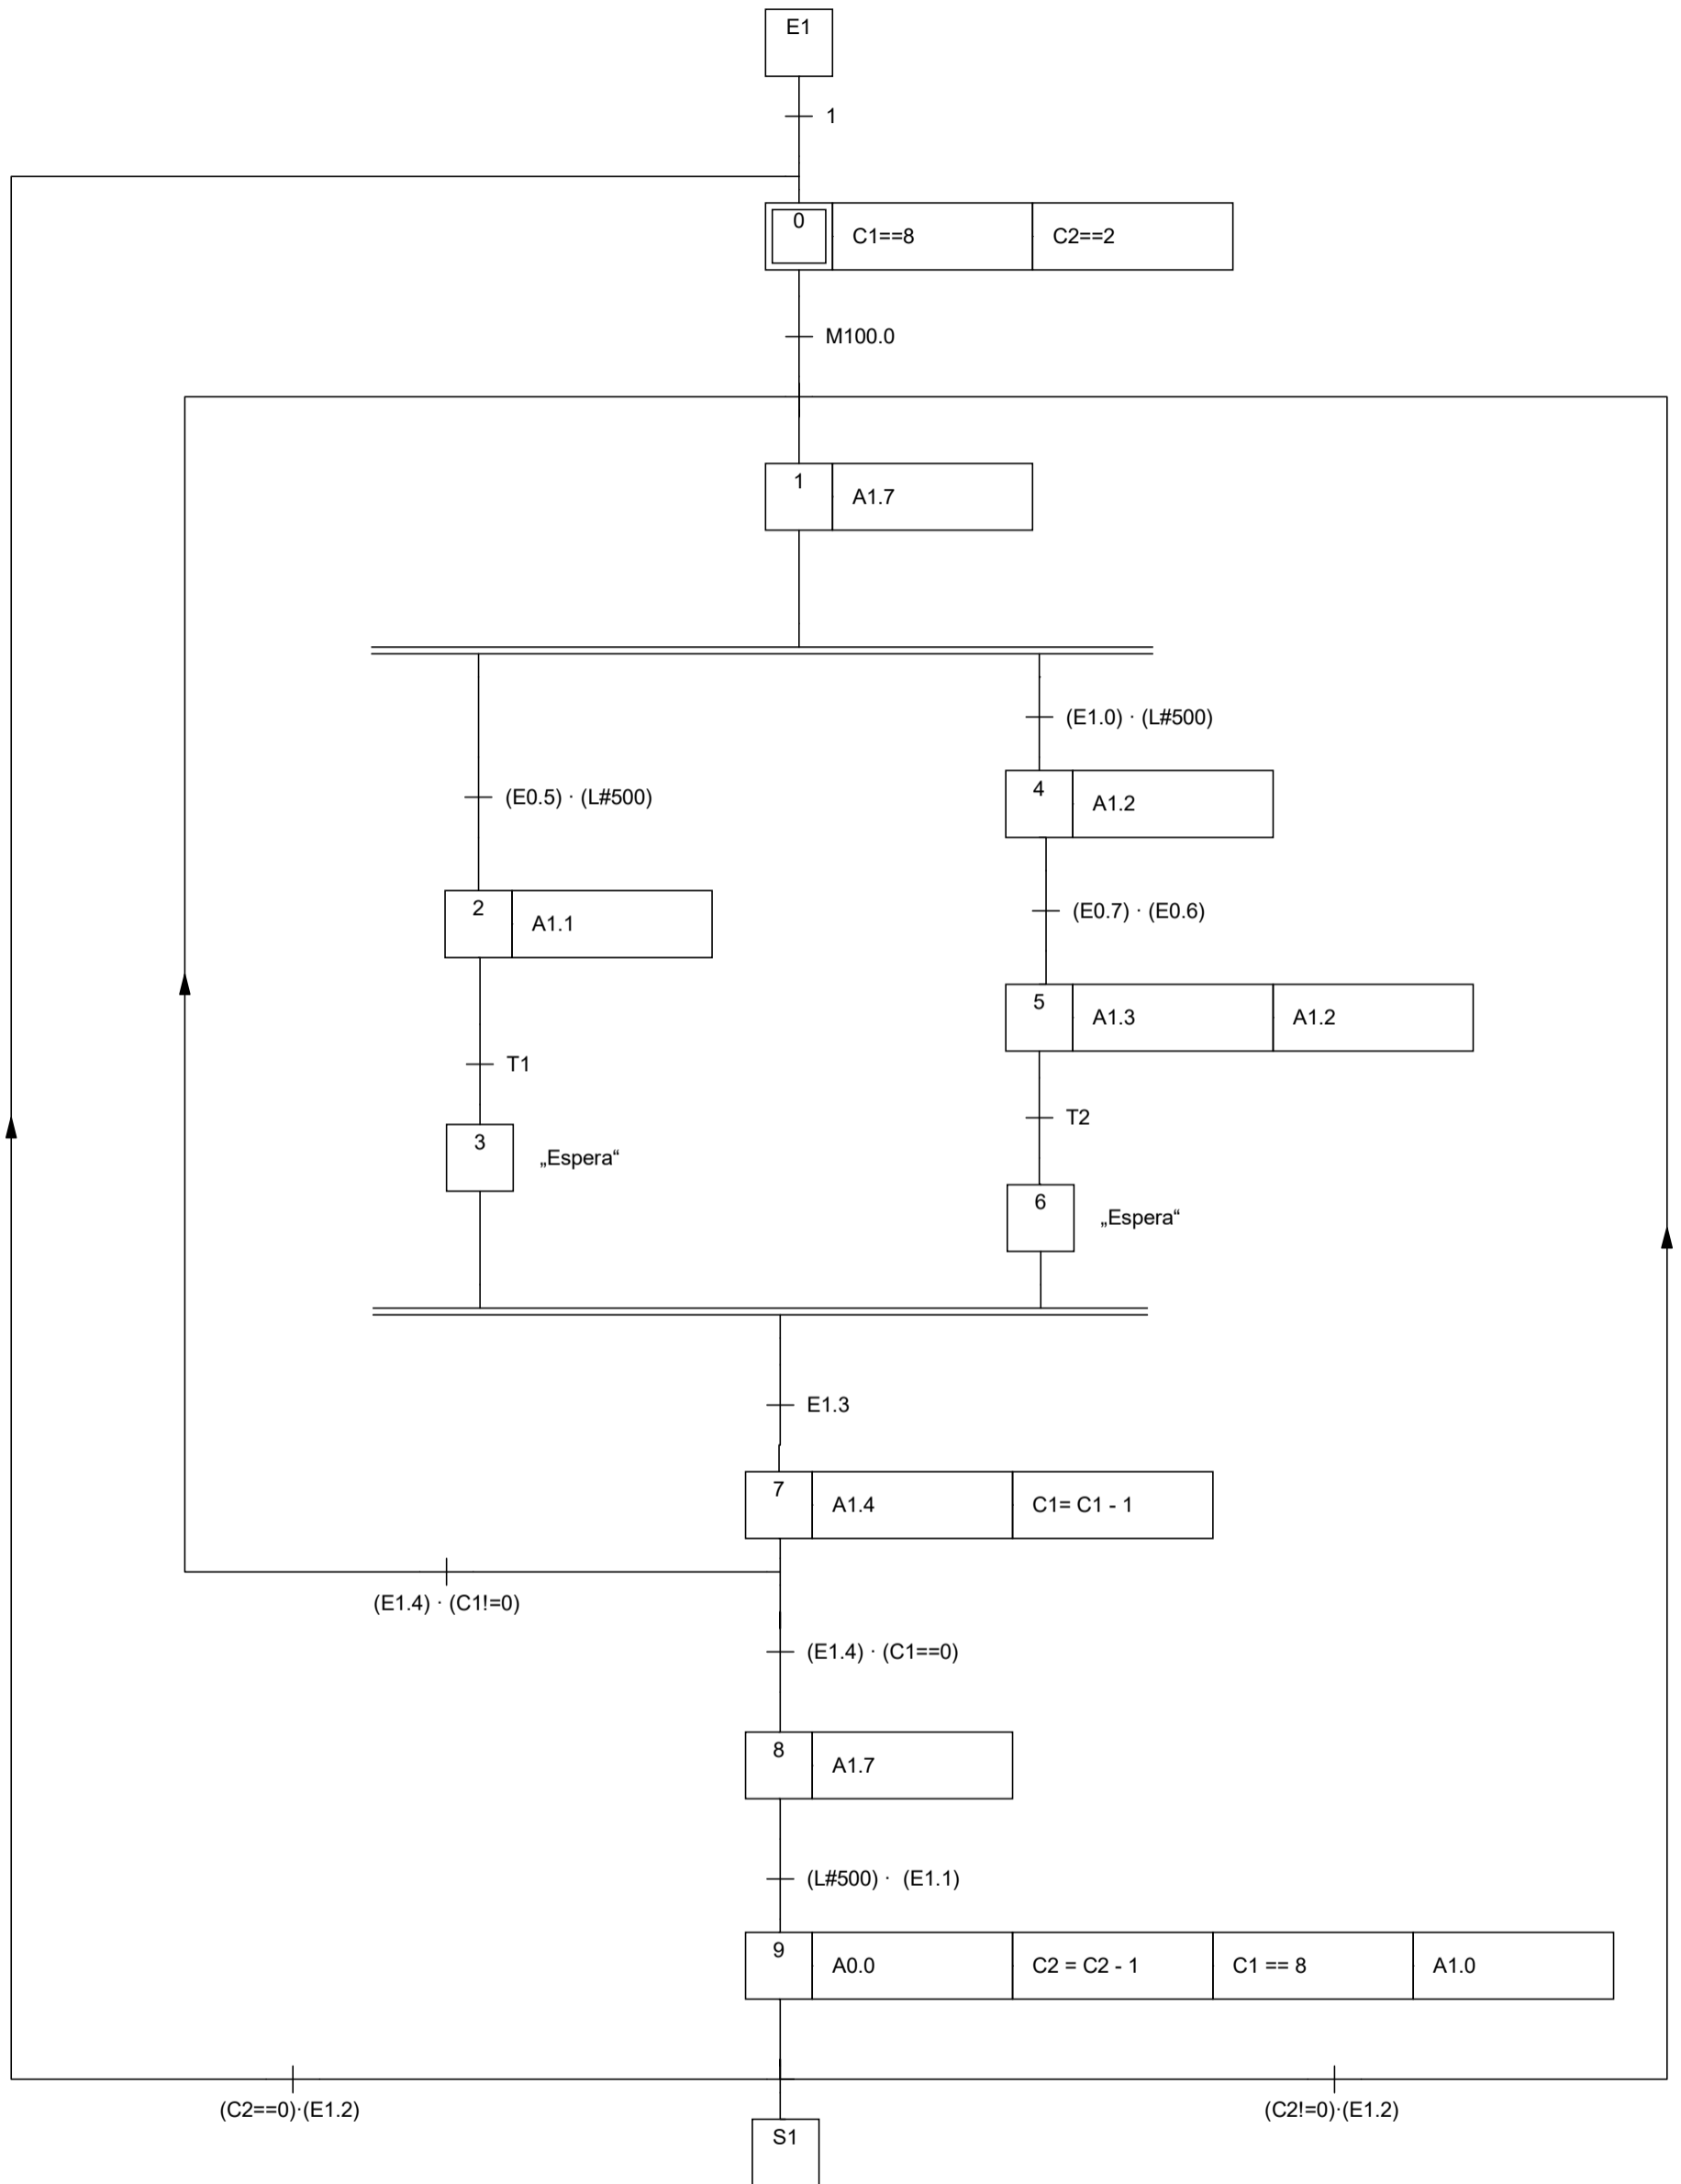 E1
1
0 C1==8 C2==2
M100.0
1 A1.7
(E1.0) · (L#500)
(E0.5) · (L#500)
4 A1.2
2 A1.1
(E0.7) · (E0.6)
5 A1.3 A1.2
T1
T2
3 „Espera“
6 „Espera“
E1.3
7 A1.4 C1= C1 - 1
(E1.4) · (C1!=0)
(E1.4) · (C1==0)
8 A1.7
(L#500) · (E1.1)
9 A0.0 C2 = C2 - 1 C1 == 8 A1.0
(C2==0)·(E1.2)
(C2!=0)·(E1.2)
S1